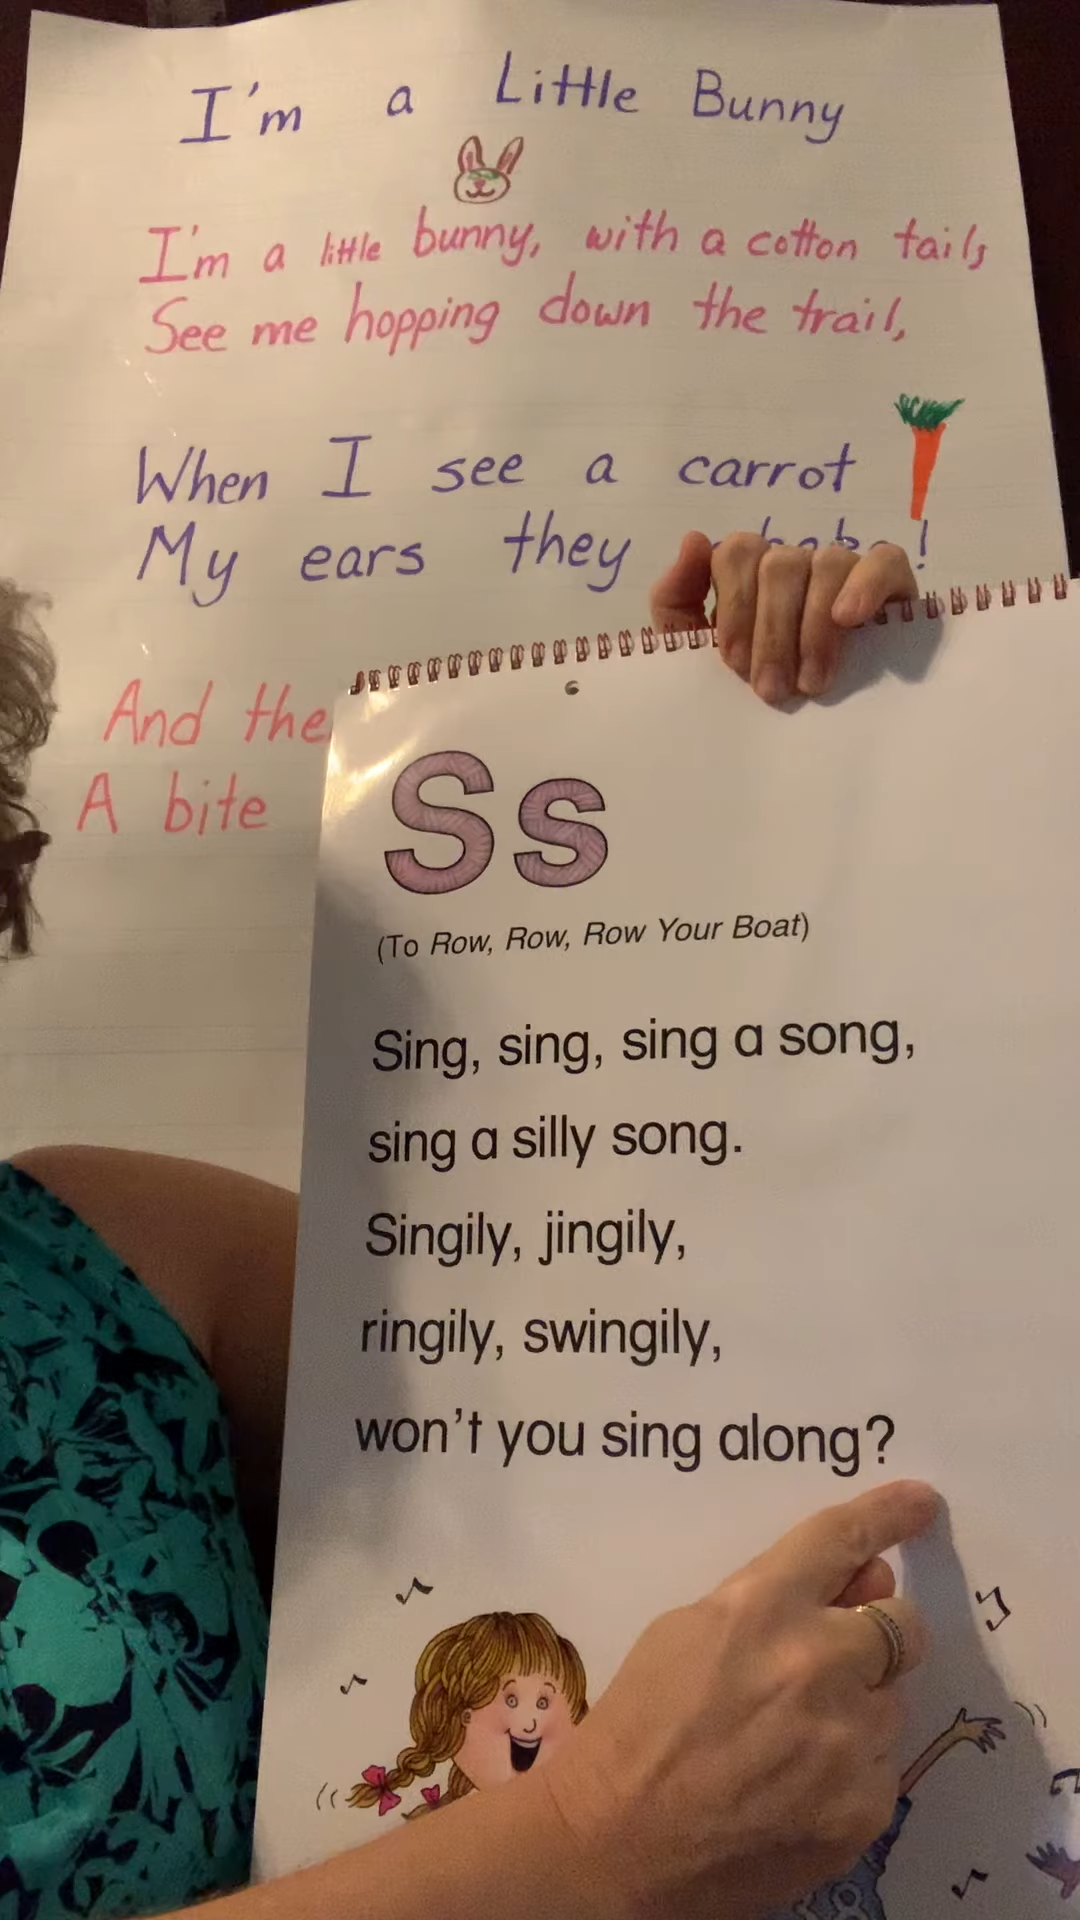 I'm a Little Bunny
I'm a little bunny, with a cotton tail,
See me hopping down the trail,
When I see a carrot
My ears they !
And the
A bite
Ss
(To Row, Row, Row Your Boat)
Sing, sing, sing a song,
sing a silly song.
Singily, jingily,
ringily, swingily,
won't you sing along?